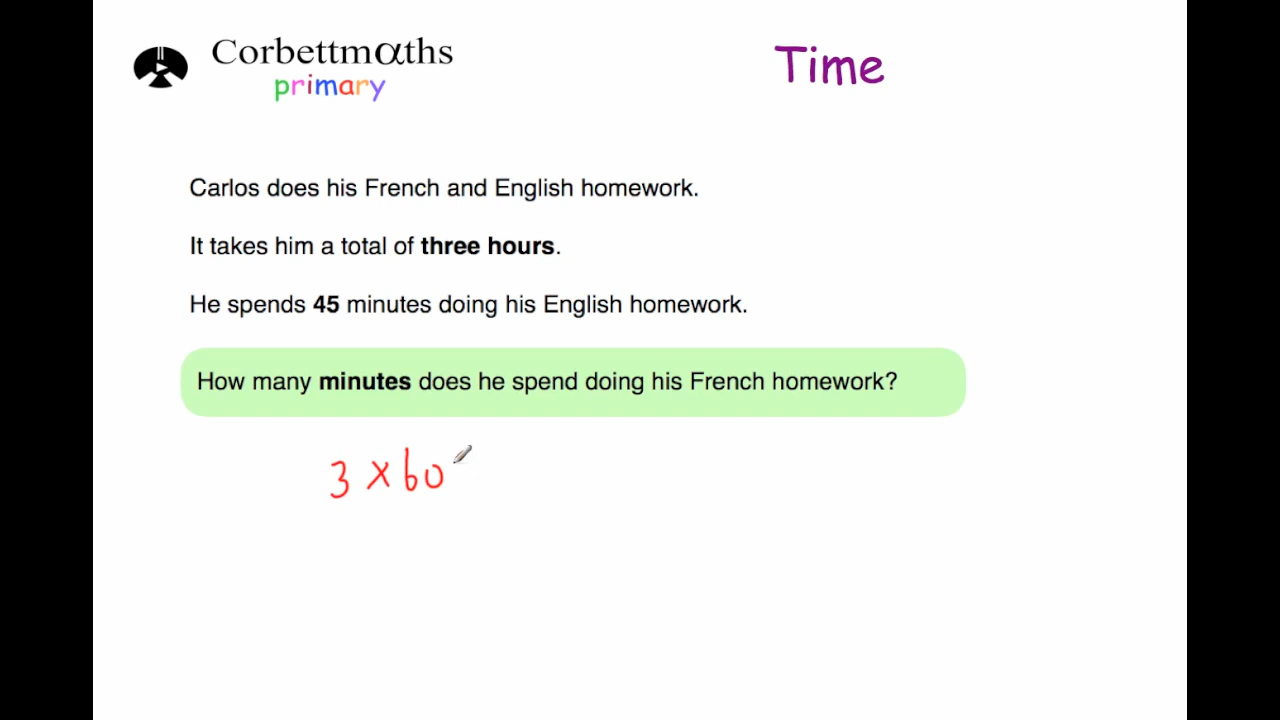 Corbettmαths
primary
Time
Carlos does his French and English homework.
It takes him a total of three hours.
He spends 45 minutes doing his English homework.
How many minutes does he spend doing his French homework?
3 × 60